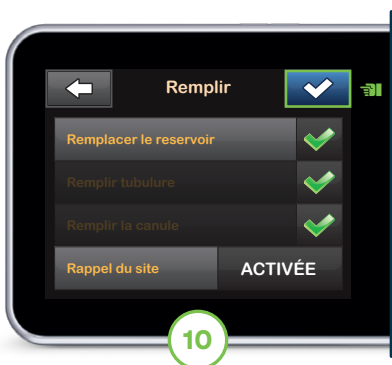 Remplir
Remplacer le reservoir
Remplir tubulure
Remplir la canule
Rappel du site ACTIVÉE
10